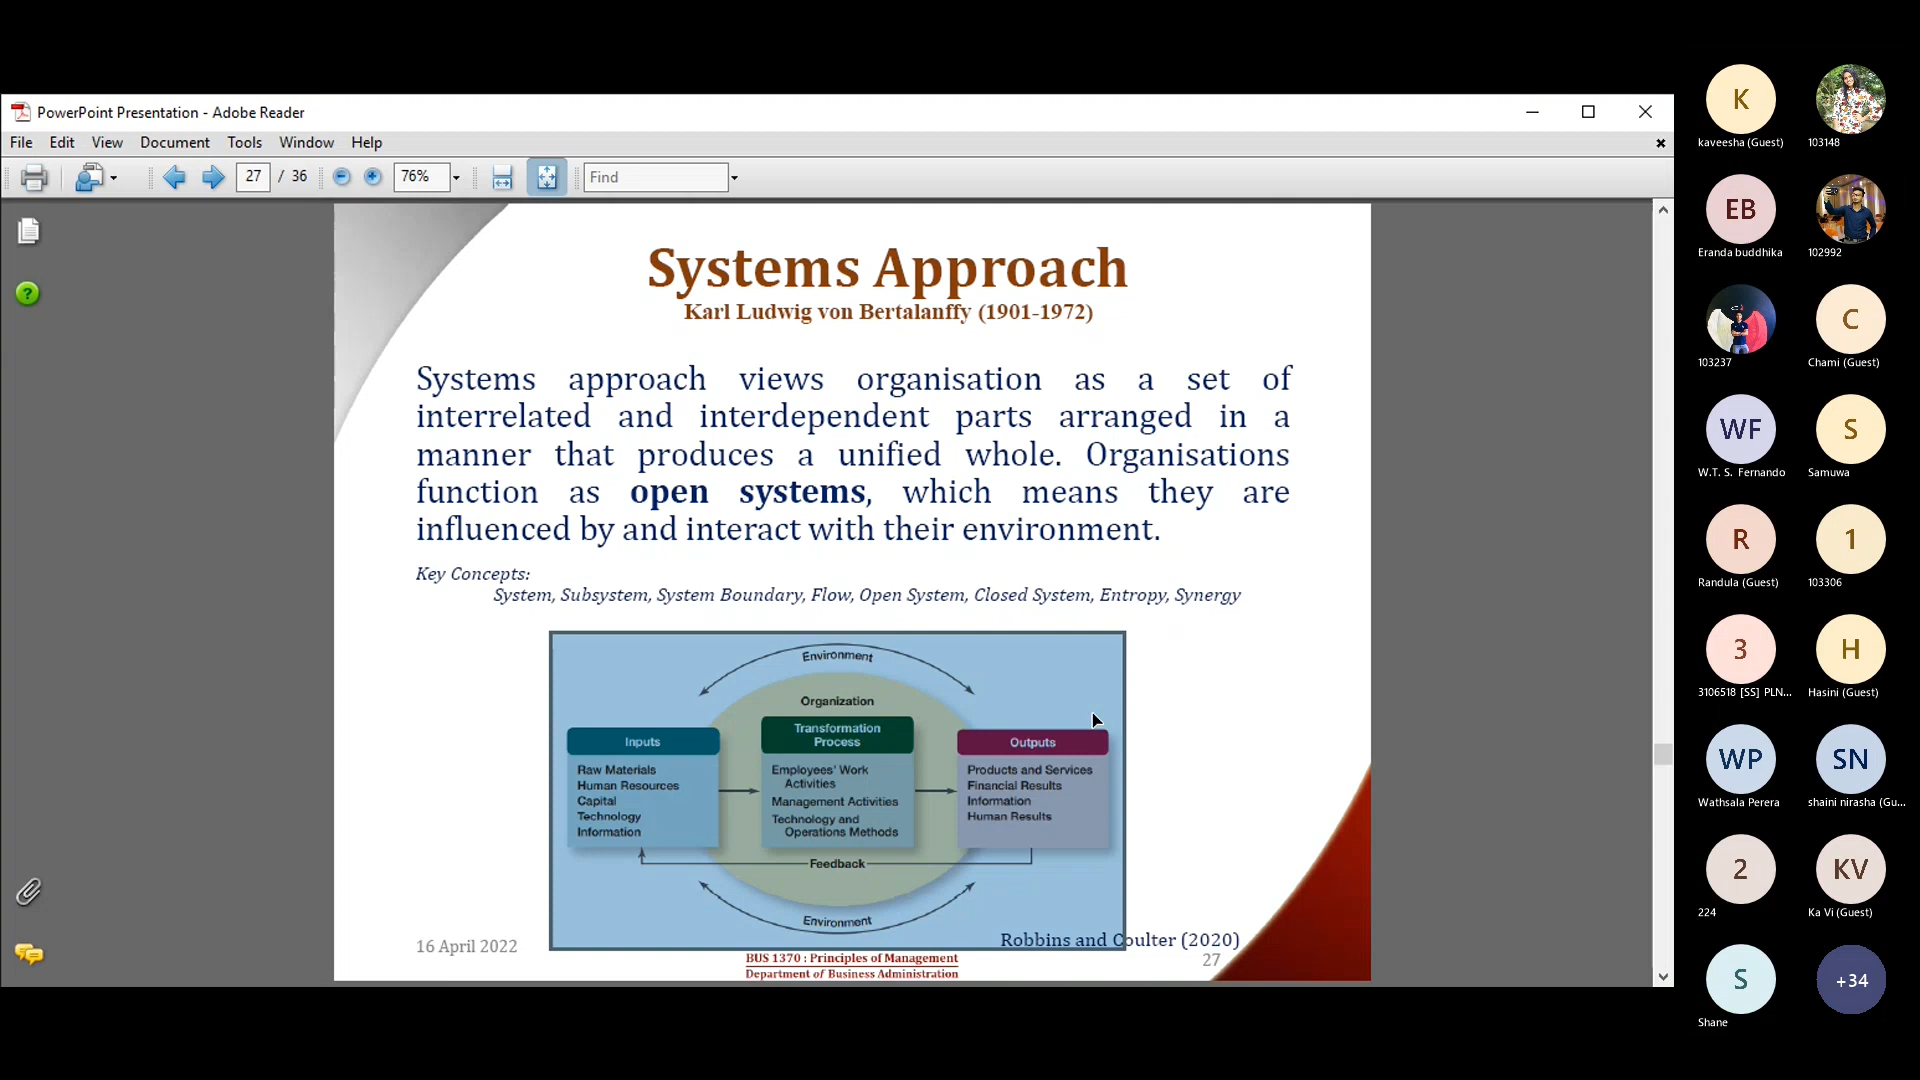 PowerPoint Presentation - Adobe Reader
File Edit View Document Tools Window Help
27 / 36 76% Find
Systems Approach
Karl Ludwig von Bertalanffy (1901-1972)
Systems approach views organisation as a set of
interrelated and interdependent parts arranged in a
manner that produces a unified whole. Organisations
function as open systems, which means they are
influenced by and interact with their environment.
Key Concepts:
System, Subsystem, System Boundary, Flow, Open System, Closed System, Entropy, Synergy
Environment
Organization
Inputs
Raw Materials
Human Resources
Capital
Technology
Information
Transformation
Process
Employees' Work
Activities
Management Activities
Technology and
Operations Methods
Outputs
Products and Services
Financial Results
Information
Human Results
Feedback
Environment
Robbins and Coulter (2020)
16 April 2022
BUS 1370 : Principles of Management
Department of Business Administration
27
K
kaveesha (Guest)
103148
EB
Eranda buddhika
102992
103237
C
Chami (Guest)
WF
W.T. S. Fernando
S
Samuwa
R
Randula (Guest)
1
103306
3
3106518 [SS] PLN...
H
Hasini (Guest)
WP
Wathsala Perera
SN
shaini nirasha (Gu...
2
224
KV
Ka Vi (Guest)
S
Shane
+34